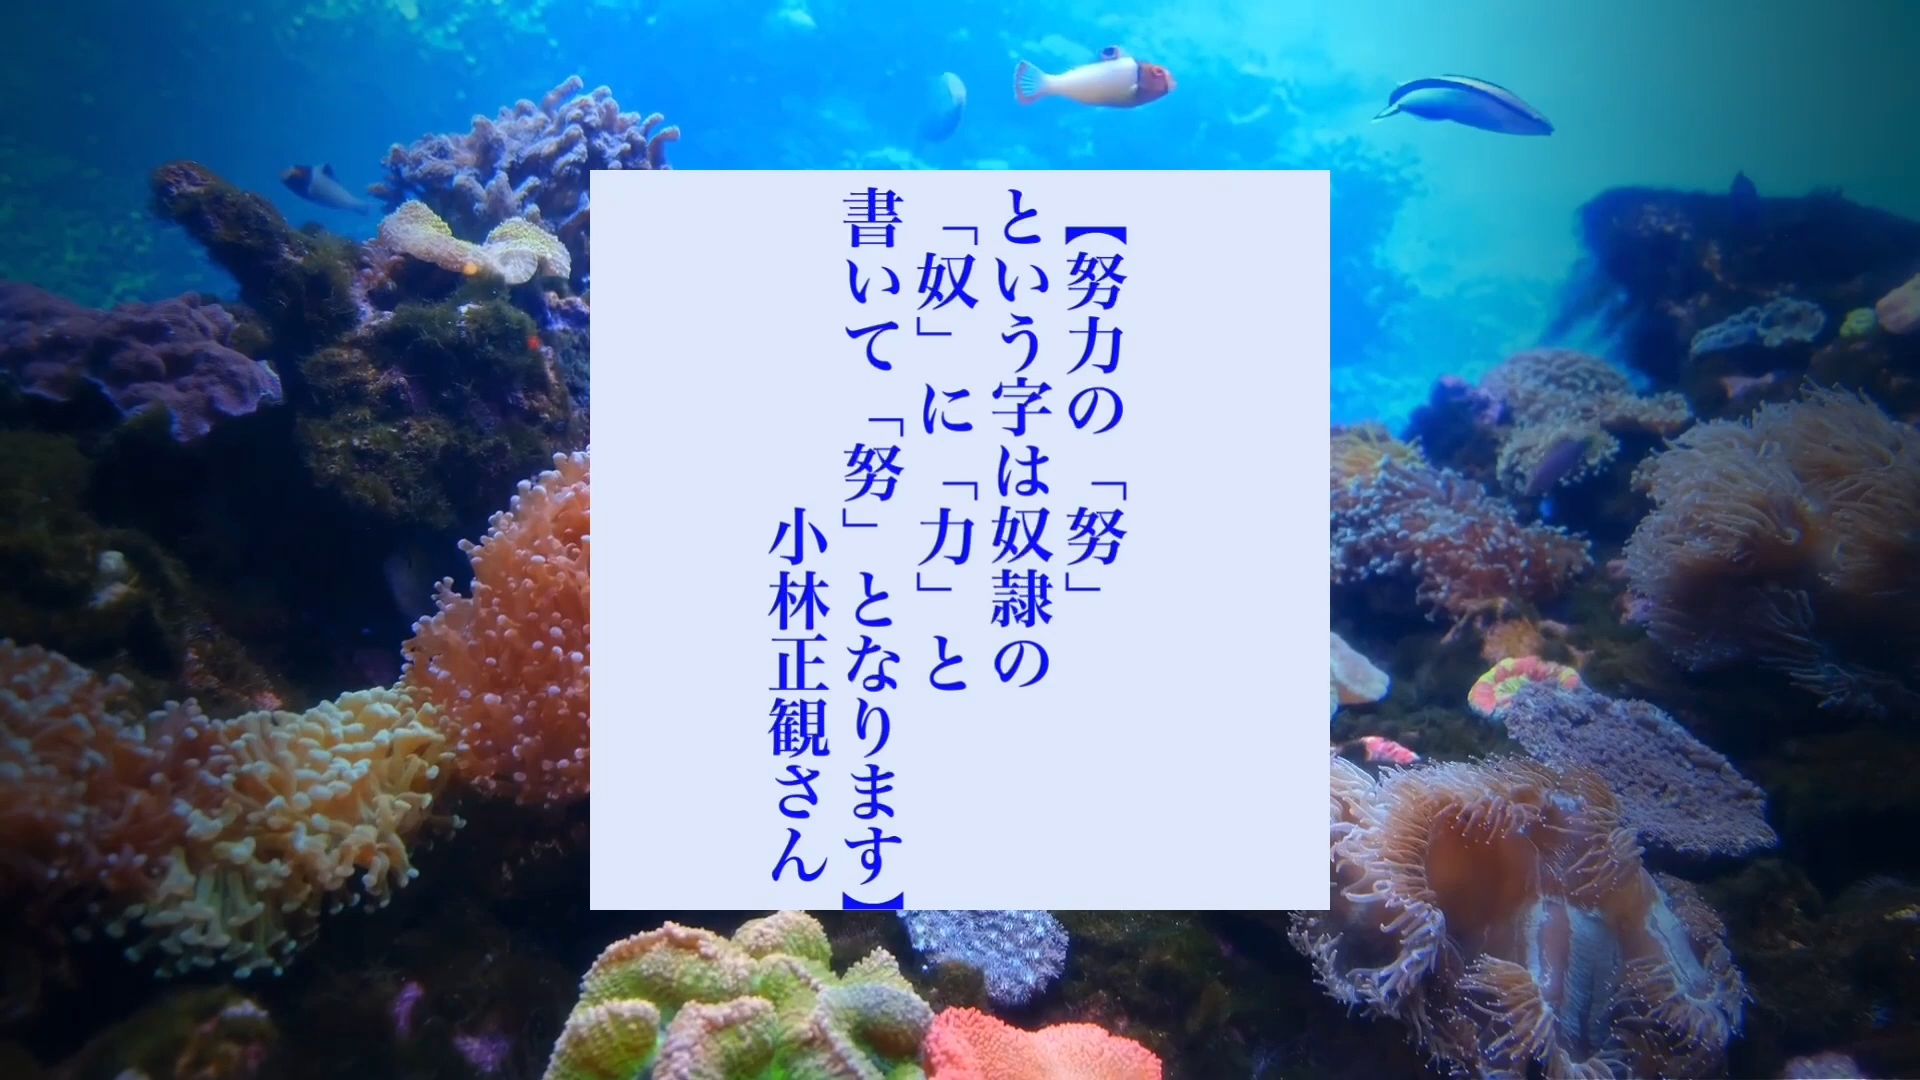 【努力の「努」
という字は奴隷の
「奴」に「力」と
書いて「努」となります】
小林正観さん